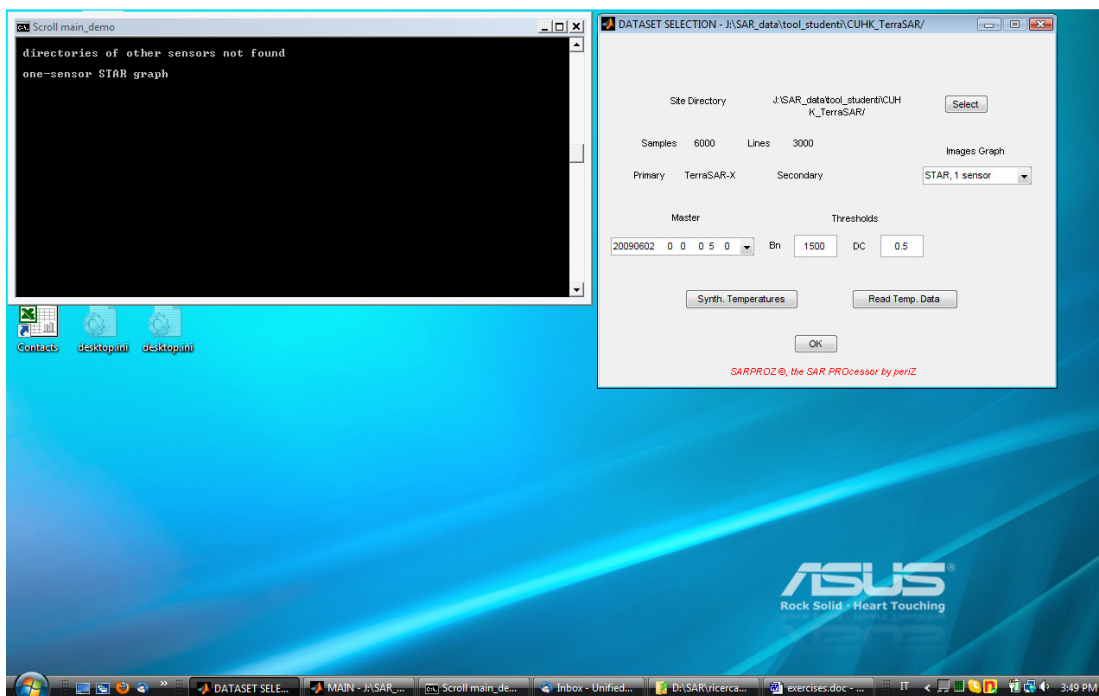 Scroll main_demo
directories of other sensors not found
one-sensor STAR graph
Contacts
desktop.ini
desktop.ini
DATASET SELECTION - J:\SAR_data\tool_studenti\CUHK_TerraSAR/
Site Directory
J:\SAR_data\tool_studenti\CUH
K_TerraSAR/
Select
Samples 6000 Lines 3000
Images Graph
Primary TerraSAR-X Secondary
STAR, 1 sensor
Master
Thresholds
20090602 0 0 0 5 0
Bn 1500 DC 0.5
Synth. Temperatures
Read Temp. Data
OK
SARPROZ ©, the SAR PROcessor by periZ
ASUS®
Rock Solid · Heart Touching
DATASET SELE...
MAIN - J:\SAR_...
Scroll main_de...
Inbox - Unified...
D:\SAR\ricerca...
exercises.doc - ...
IT
3:49 PM